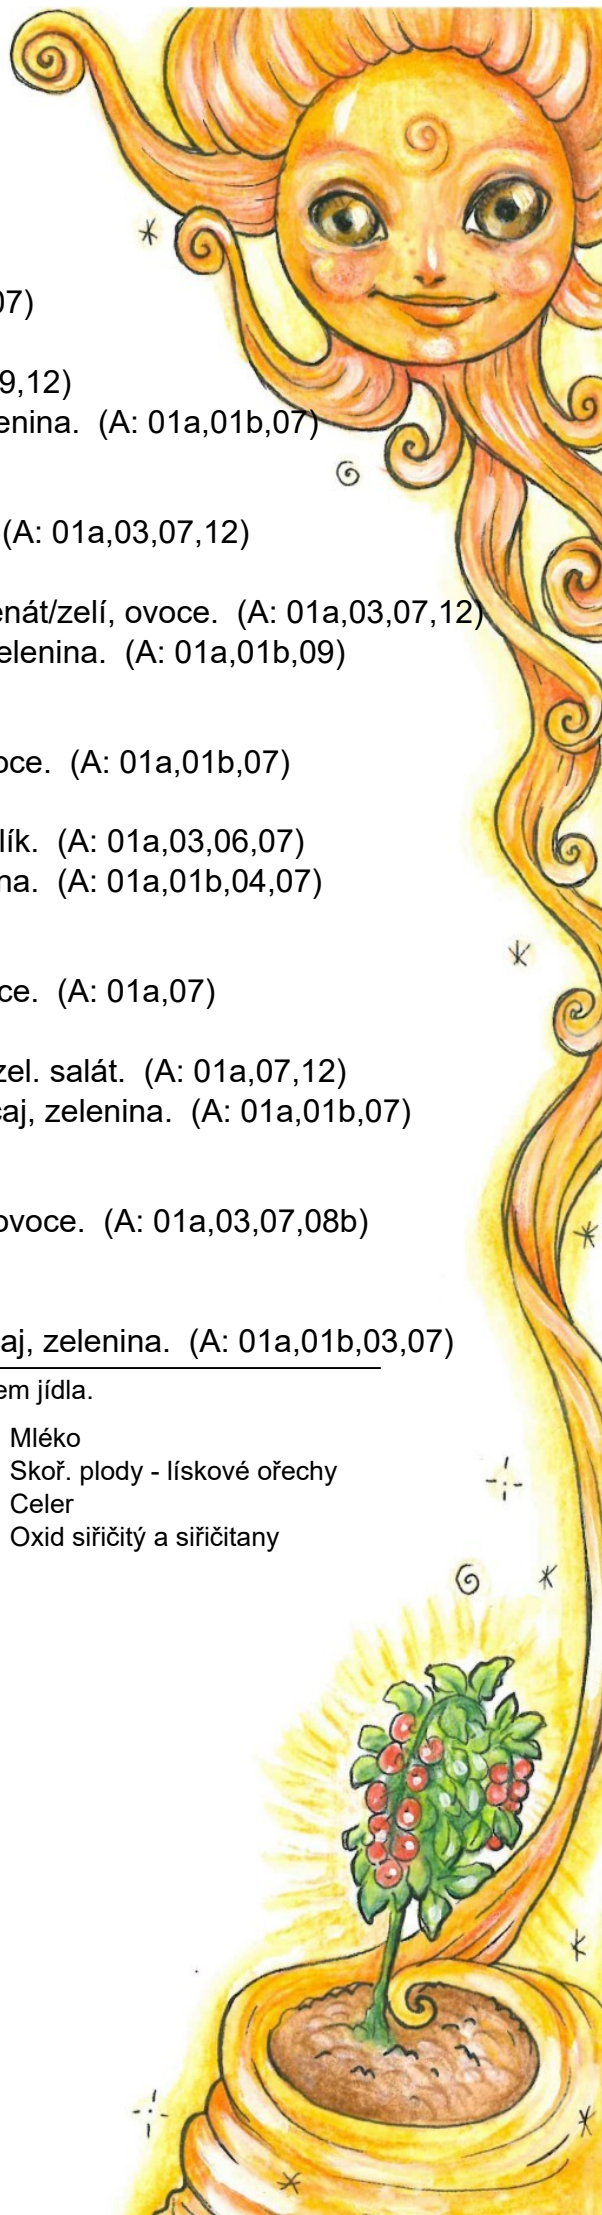 07)
9,12)
enina. (A: 01a,01b,07)
(A: 01a,03,07,12)
enát/zelí, ovoce. (A: 01a,03,07,12)
elenina. (A: 01a,01b,09)
oce. (A: 01a,01b,07)
lík. (A: 01a,03,06,07)
na. (A: 01a,01b,04,07)
ce. (A: 01a,07)
zel. salát. (A: 01a,07,12)
čaj, zelenina. (A: 01a,01b,07)
ovoce. (A: 01a,03,07,08b)
aj, zelenina. (A: 01a,01b,03,07)
em jídla.
Mléko
Skoř. plody - lískové ořechy
Celer
Oxid siřičitý a siřičitany